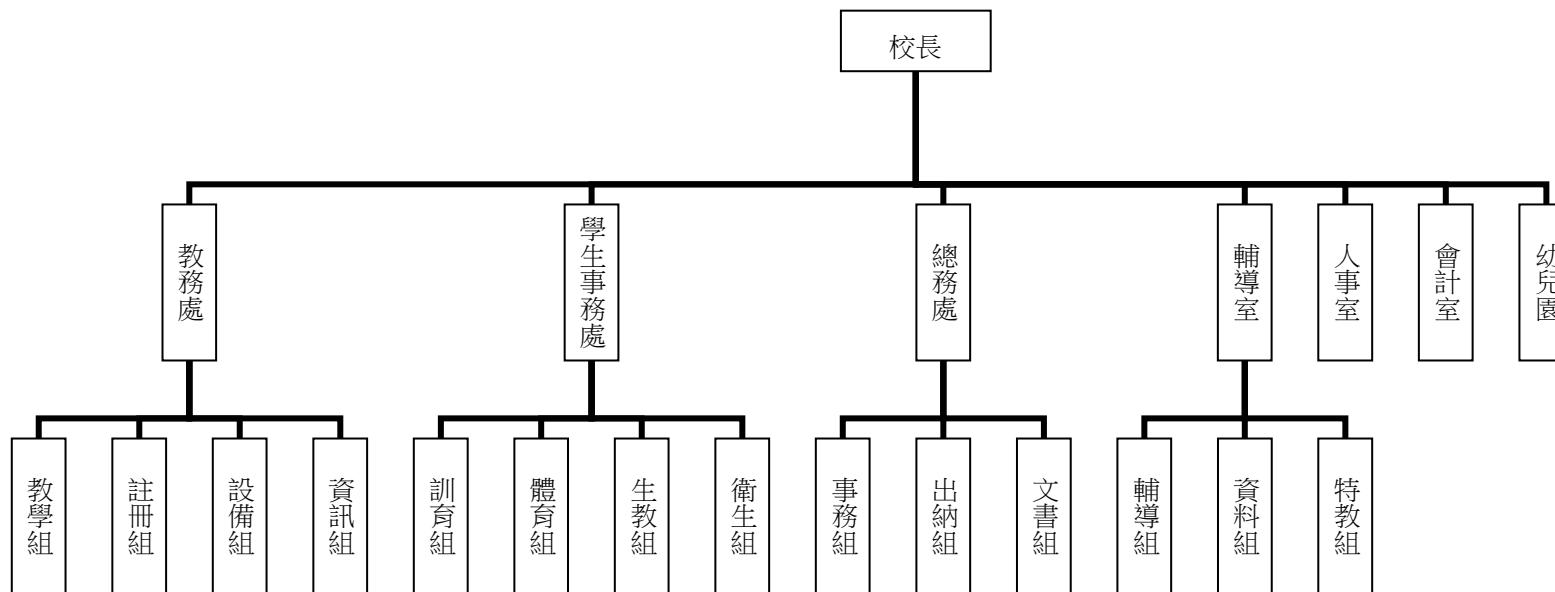 校長
教務處
學生事務處
總務處
輔導室
人事室
會計室
幼兒園
教學組
註冊組
設備組
資訊組
訓育組
體育組
生教組
衛生組
事務組
出納組
文書組
輔導組
資料組
特教組